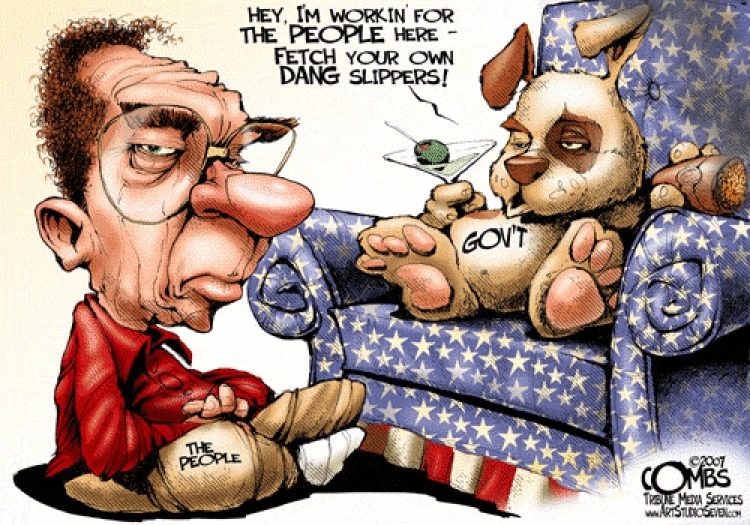 HEY, I'M WORKIN' FOR
THE PEOPLE HERE -
FETCH YOUR OWN
DANG SLIPPERS!
GOV'T
THE
PEOPLE
©2007
COMBS
TRIBUNE MEDIA SERVICES
WWW.ARTSTUDIOSEVEN.COM